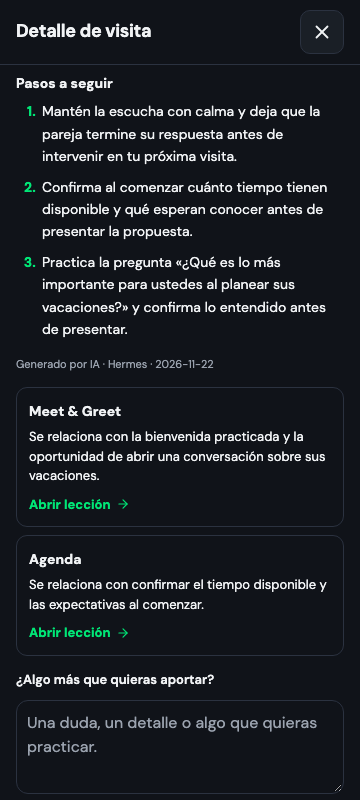 Detalle de visita
Pasos a seguir
1. Mantén la escucha con calma y deja que la
pareja termine su respuesta antes de
intervenir en tu próxima visita.
2. Confirma al comenzar cuánto tiempo tienen
disponible y qué esperan conocer antes de
presentar la propuesta.
3. Practica la pregunta «¿Qué es lo más
importante para ustedes al planear sus
vacaciones?» y confirma lo entendido antes
de presentar.
Generado por IA · Hermes · 2026-11-22
Meet & Greet
Se relaciona con la bienvenida practicada y la
oportunidad de abrir una conversación sobre sus
vacaciones.
Abrir lección →
Agenda
Se relaciona con confirmar el tiempo disponible y
las expectativas al comenzar.
Abrir lección →
¿Algo más que quieras aportar?
Una duda, un detalle o algo que quieras
practicar.